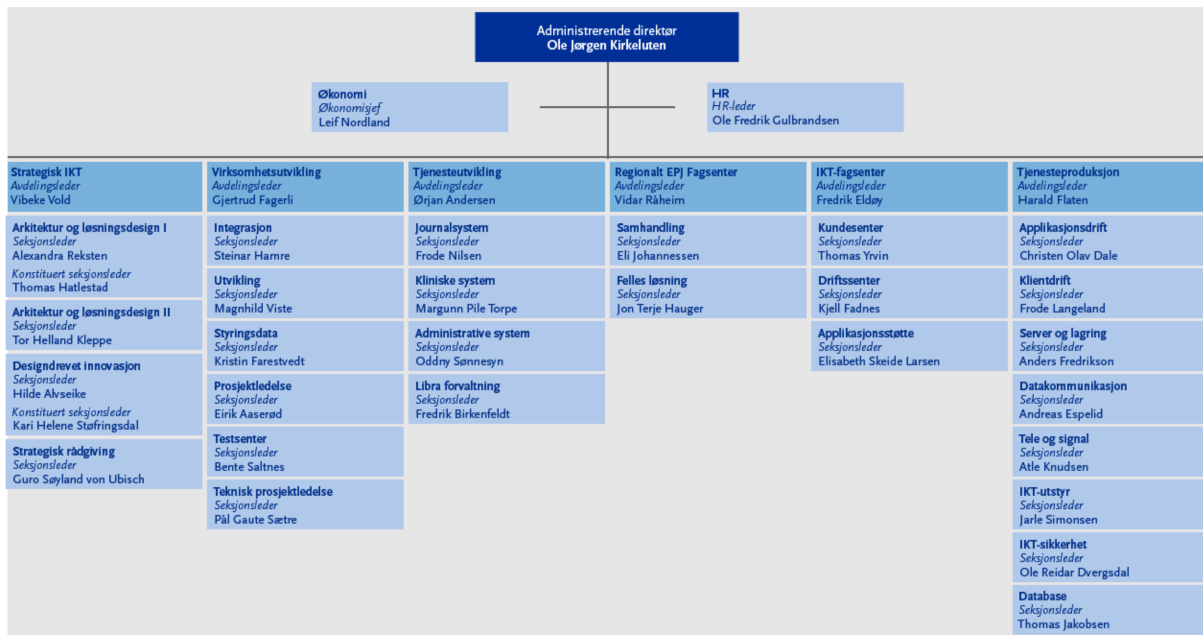 Administrerende direktør
Ole Jørgen Kirkeluten
Økonomi
Økonomisjef
Leif Nordland
HR
HR-leder
Ole Fredrik Gulbrandsen
Strategisk IKT
Avdelingsleder
Vibeke Vold
Arkitektur og løsningsdesign I
Seksjonsleder
Alexandra Reksten
Konstituert seksjonsleder
Thomas Hatlestad
Arkitektur og løsningsdesign II
Seksjonsleder
Tor Helland Kleppe
Designdrevet innovasjon
Seksjonsleder
Hilde Alvseike
Konstituert seksjonsleder
Kari Helene Støfringsdal
Strategisk rådgiving
Seksjonsleder
Guro Søyland von Ubisch
Virksomhetsutvikling
Avdelingsleder
Gjertrud Fagerli
Integrasjon
Seksjonsleder
Steinar Hamre
Utvikling
Seksjonsleder
Magnhild Viste
Styringsdata
Seksjonsleder
Kristin Farestvedt
Prosjektledelse
Seksjonsleder
Eirik Aaserød
Testsenter
Seksjonsleder
Bente Saltnes
Teknisk prosjektledelse
Seksjonsleder
Pål Gaute Sætre
Tjenesteutvikling
Avdelingsleder
Ørjan Andersen
Journalsystem
Seksjonsleder
Frode Nilsen
Kliniske system
Seksjonsleder
Margunn Pile Torpe
Administrative system
Seksjonsleder
Oddny Sønnesyn
Libra forvaltning
Seksjonsleder
Fredrik Birkenfeldt
Regionalt EPJ Fagsenter
Avdelingsleder
Vidar Råheim
Samhandling
Seksjonsleder
Eli Johannessen
Felles løsning
Seksjonsleder
Jon Terje Hauger
IKT-fagsenter
Avdelingsleder
Fredrik Eldøy
Kundesenter
Seksjonsleder
Thomas Yrvin
Driftssenter
Seksjonsleder
Kjell Fadnes
Applikasjonsstøtte
Seksjonsleder
Elisabeth Skeide Larsen
Tjenesteproduksjon
Avdelingsleder
Harald Flaten
Applikasjonsdrift
Seksjonsleder
Christen Olav Dale
Klientdrift
Seksjonsleder
Frode Langeland
Server og lagring
Seksjonsleder
Anders Fredrikson
Datakommunikasjon
Seksjonsleder
Andreas Espelid
Tele og signal
Seksjonsleder
Atle Knudsen
IKT-utstyr
Seksjonsleder
Jarle Simonsen
IKT-sikkerhet
Seksjonsleder
Ole Reidar Dvergsdal
Database
Seksjonsleder
Thomas Jakobsen